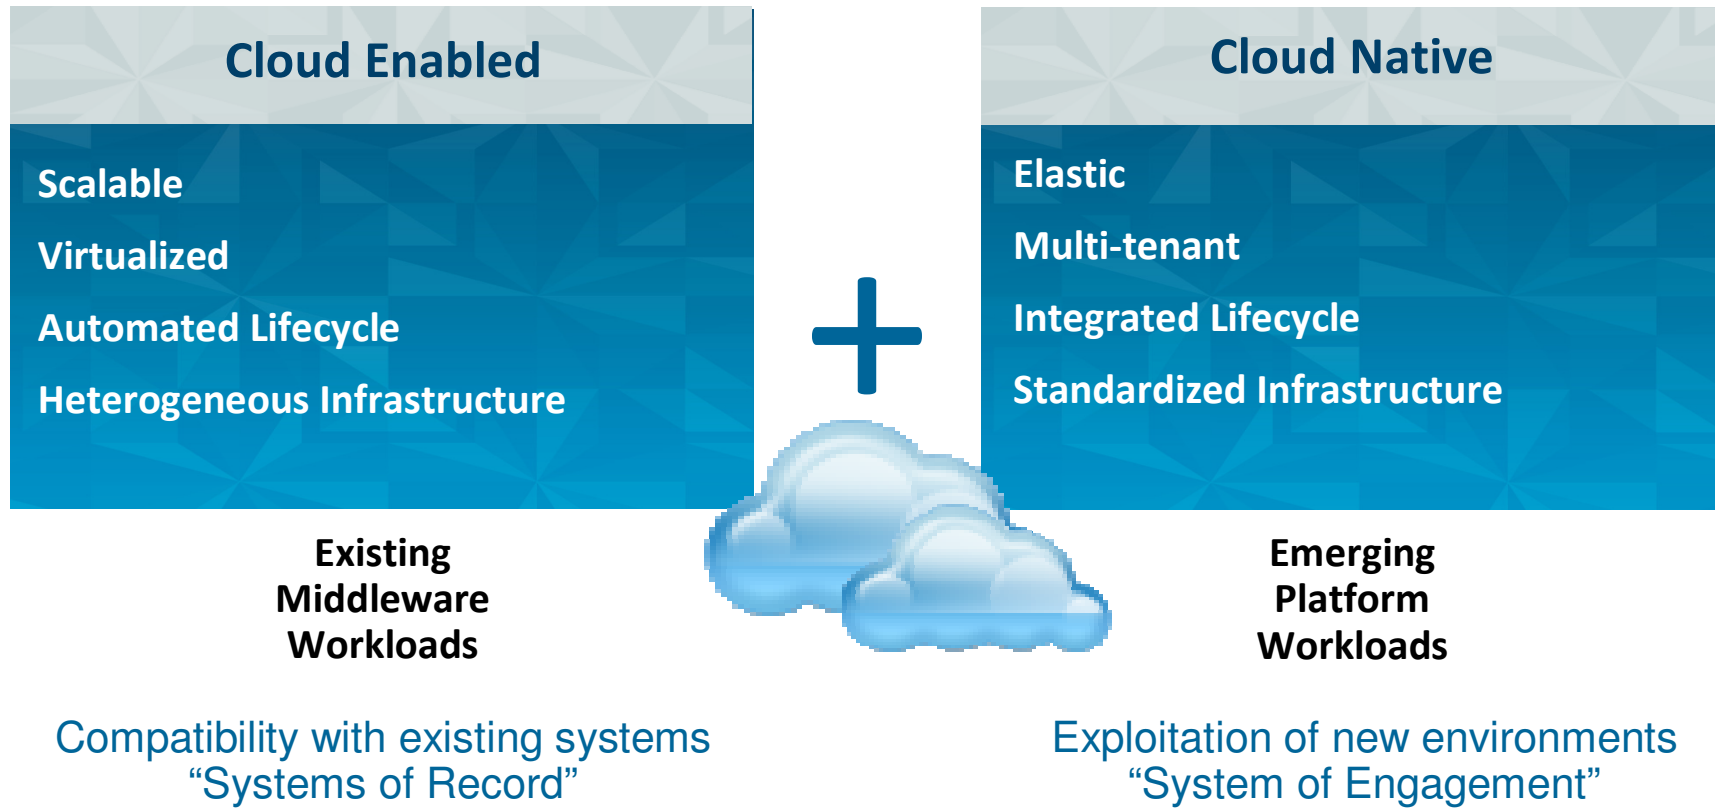 Cloud Enabled
Scalable
Virtualized
Automated Lifecycle
Heterogeneous Infrastructure
Existing
Middleware
Workloads
Compatibility with existing systems
“Systems of Record”
+
Cloud Native
Elastic
Multi-tenant
Integrated Lifecycle
Standardized Infrastructure
Emerging
Platform
Workloads
Exploitation of new environments
“System of Engagement”